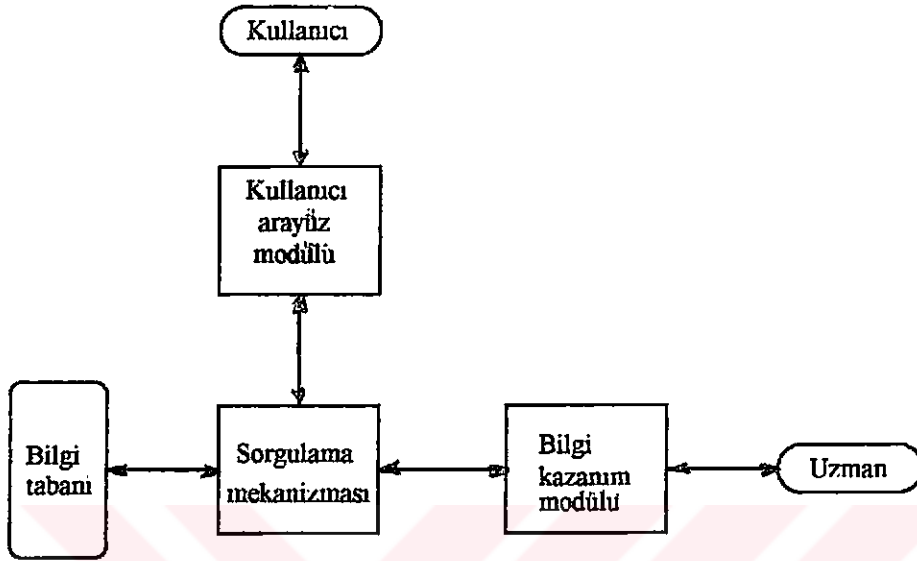 Kullanıcı
Kullanıcı
arayüz
modülü
Bilgi
tabanı
Sorgulama
mekanizması
Bilgi
kazanım
modülü
Uzman